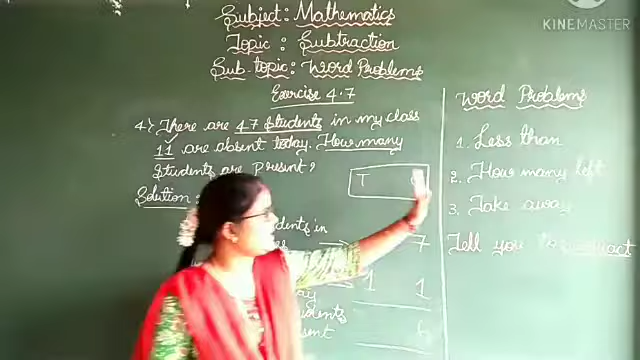 Subject: Mathematics
Topic: Subtraction
Sub-topic: Word Problems
Exercise 4.7
4) There are 47 students in my class
11 are absent today. How many
students are present?
Solution:
T
students in
7
1 1
Word Problems
1. Less than
2. How many left
3. Take away
Tell you to subtract
KINEMASTER